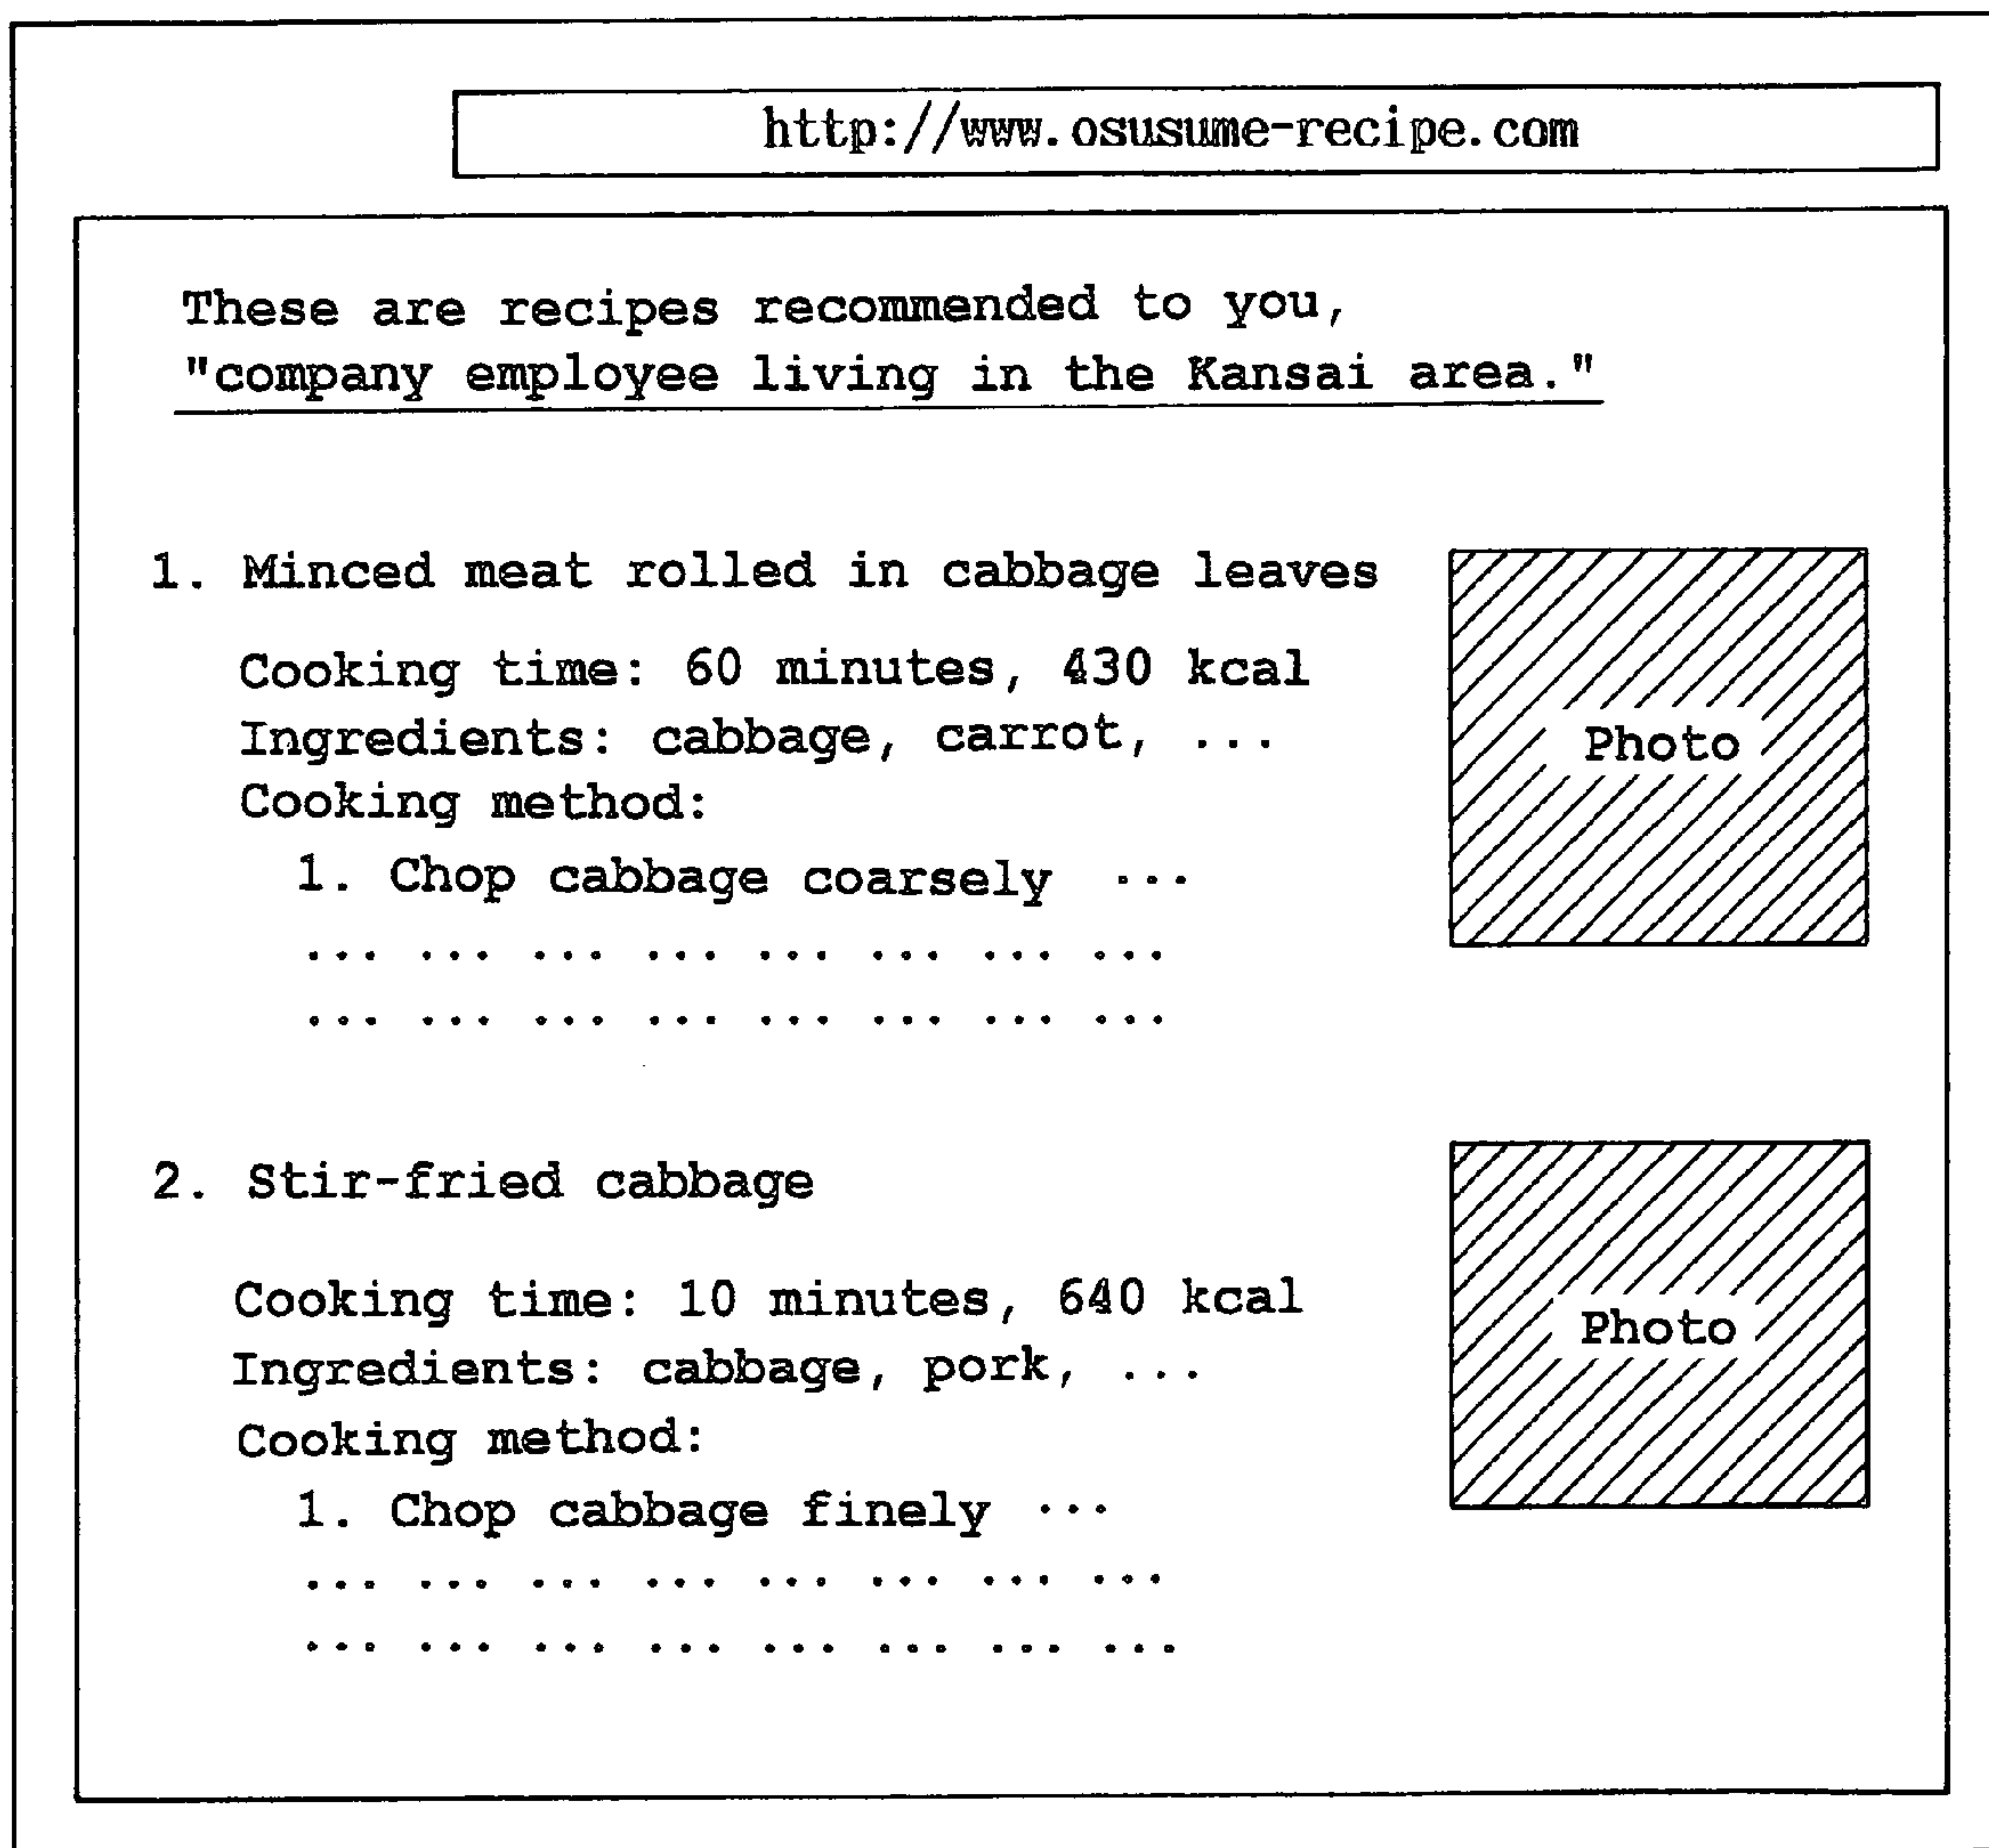 http://www.osusume-recipe.com
These are recipes recommended to you,
"company employee living in the Kansai area."
1. Minced meat rolled in cabbage leaves
Cooking time: 60 minutes, 430 kcal
Ingredients: cabbage, carrot, ...
Cooking method:
1. Chop cabbage coarsely ...
... ... ... ... ... ... ... ...
... ... ... ... ... ... ... ...
Photo
2. Stir-fried cabbage
Cooking time: 10 minutes, 640 kcal
Ingredients: cabbage, pork, ...
Cooking method:
1. Chop cabbage finely ...
... ... ... ... ... ... ... ...
... ... ... ... ... ... ... ...
Photo